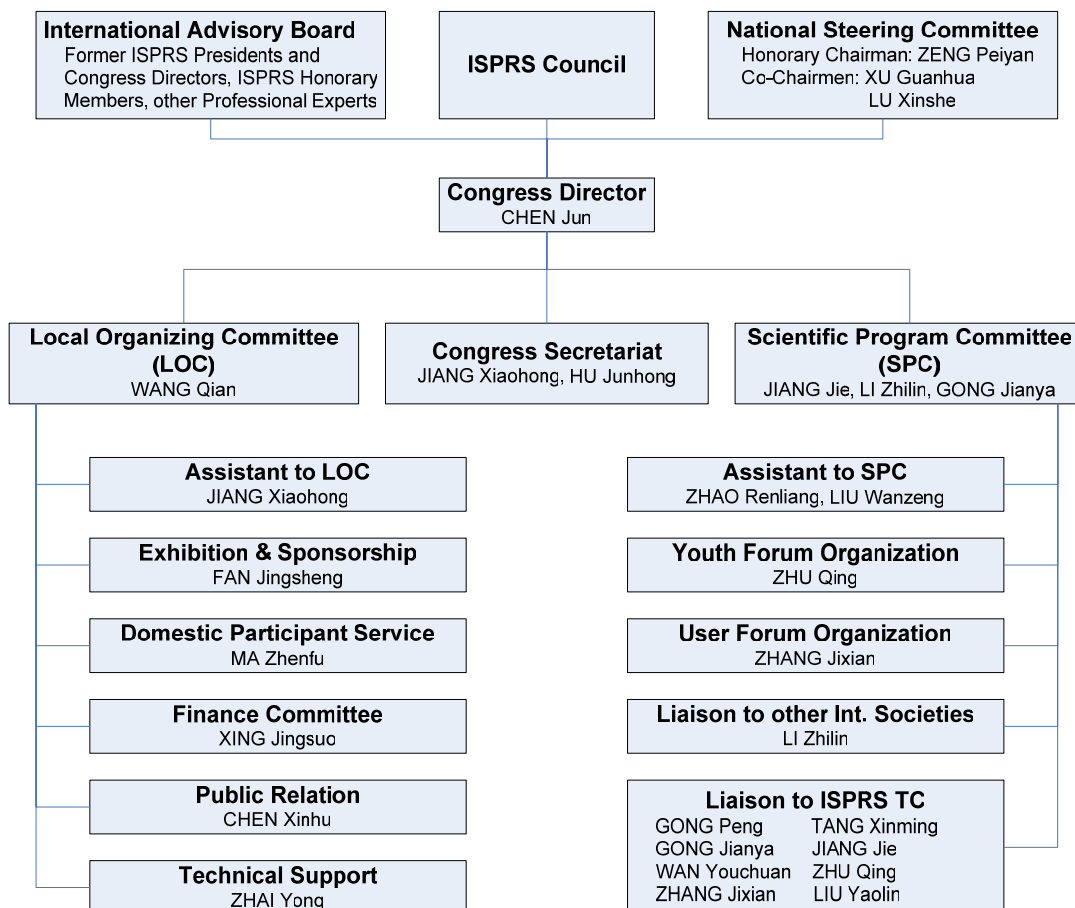 International Advisory Board
Former ISPRS Presidents and
Congress Directors, ISPRS Honorary
Members, other Professional Experts
ISPRS Council
National Steering Committee
Honorary Chairman: ZENG Peiyan
Co-Chairmen: XU Guanhua
LU Xinshe
Congress Director
CHEN Jun
Local Organizing Committee
(LOC)
WANG Qian
Congress Secretariat
JIANG Xiaohong, HU Junhong
Scientific Program Committee
(SPC)
JIANG Jie, LI Zhilin, GONG Jianya
Assistant to LOC
JIANG Xiaohong
Exhibition & Sponsorship
FAN Jingsheng
Domestic Participant Service
MA Zhenfu
Finance Committee
XING Jingsuo
Public Relation
CHEN Xinhu
Technical Support
ZHAI Yong
Assistant to SPC
ZHAO Renliang, LIU Wanzeng
Youth Forum Organization
ZHU Qing
User Forum Organization
ZHANG Jixian
Liaison to other Int. Societies
LI Zhilin
Liaison to ISPRS TC
GONG Peng TANG Xinming
GONG Jianya JIANG Jie
WAN Youchuan ZHU Qing
ZHANG Jixian LIU Yaolin